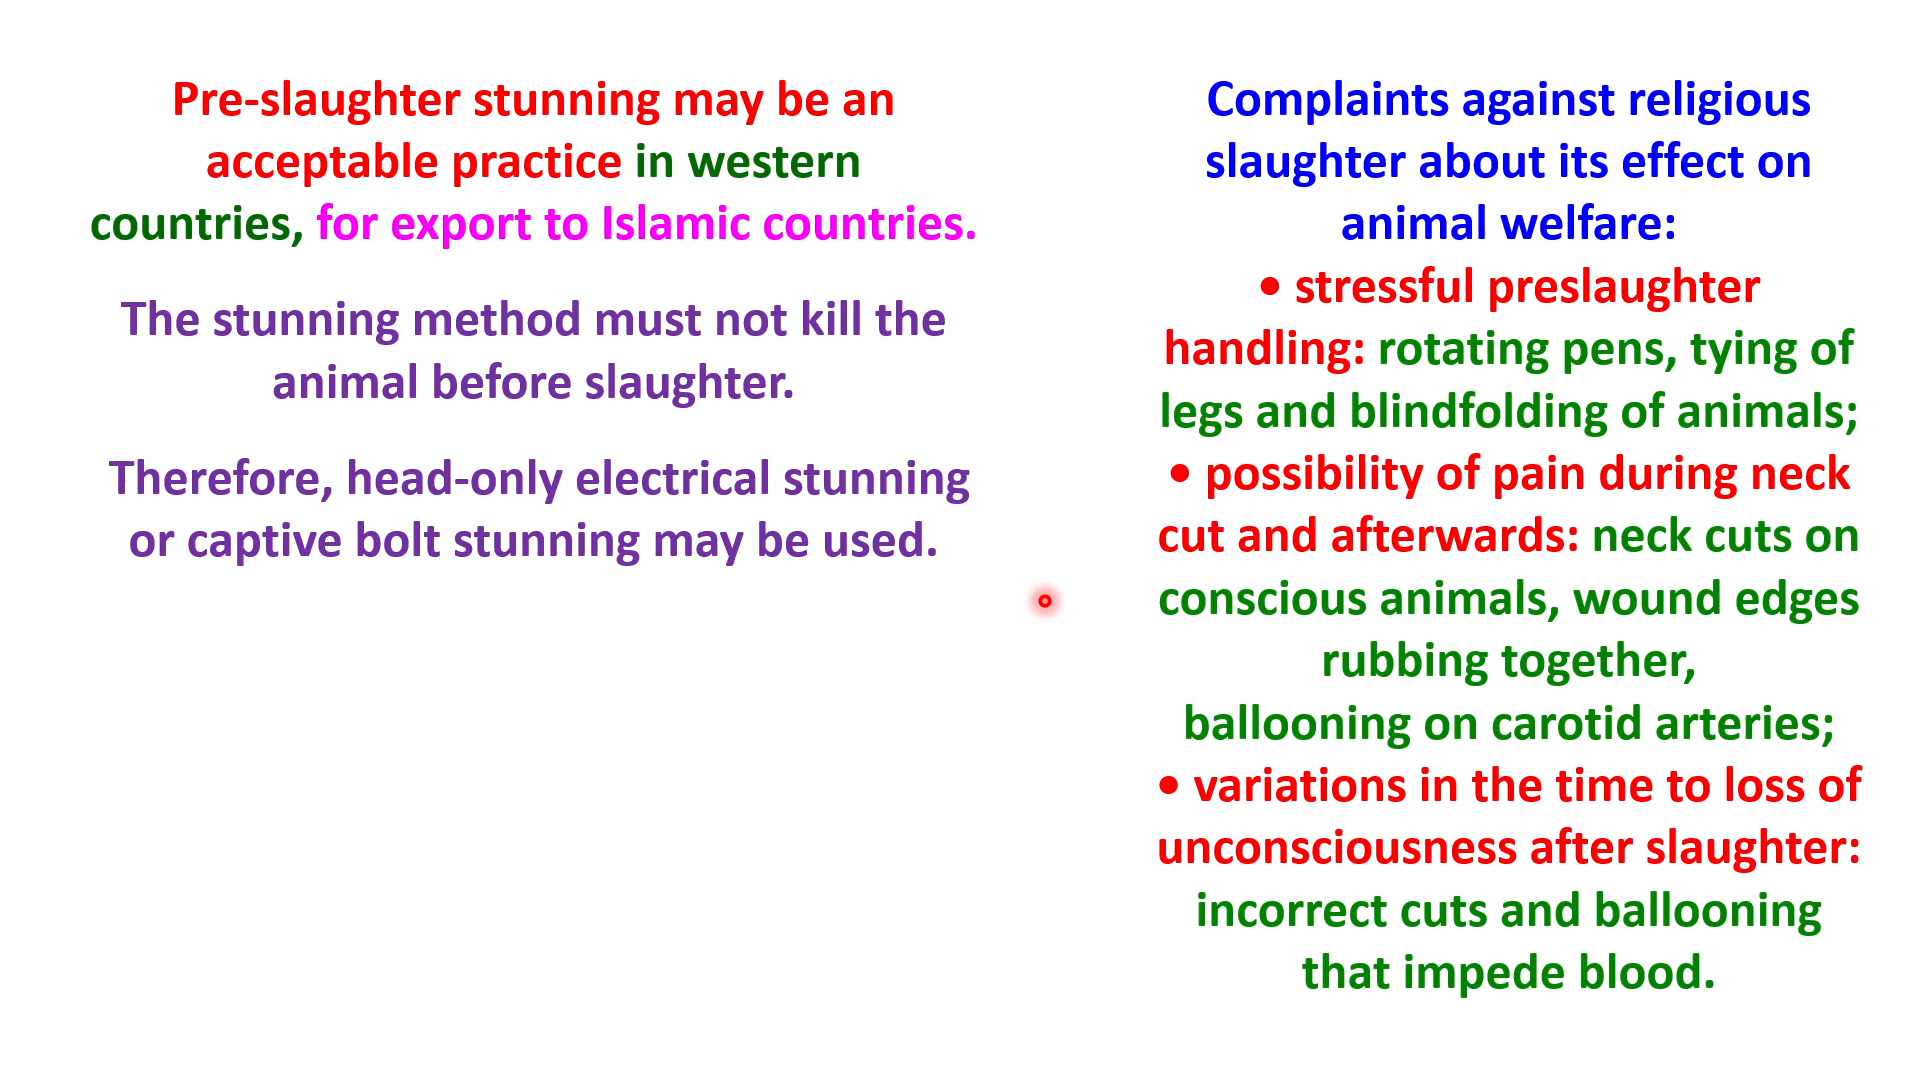 Pre-slaughter stunning may be an
acceptable practice in western
countries, for export to Islamic countries.
The stunning method must not kill the
animal before slaughter.
Therefore, head-only electrical stunning
or captive bolt stunning may be used.
Complaints against religious
slaughter about its effect on
animal welfare:
• stressful preslaughter
handling: rotating pens, tying of
legs and blindfolding of animals;
• possibility of pain during neck
cut and afterwards: neck cuts on
conscious animals, wound edges
rubbing together,
ballooning on carotid arteries;
• variations in the time to loss of
unconsciousness after slaughter:
incorrect cuts and ballooning
that impede blood.